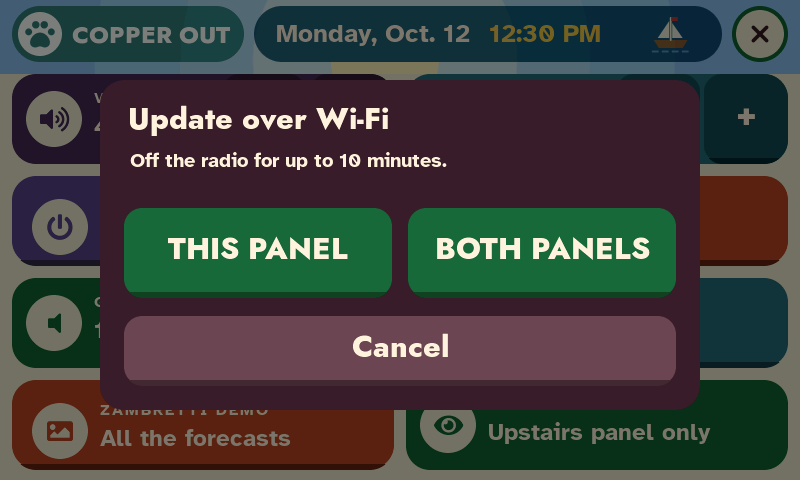 COPPER OUT
Monday, Oct. 12 12:30 PM
+
Update over Wi-Fi
Off the radio for up to 10 minutes.
THIS PANEL
BOTH PANELS
Cancel
ZAMBRETTI DEMO
All the forecasts
Upstairs panel only